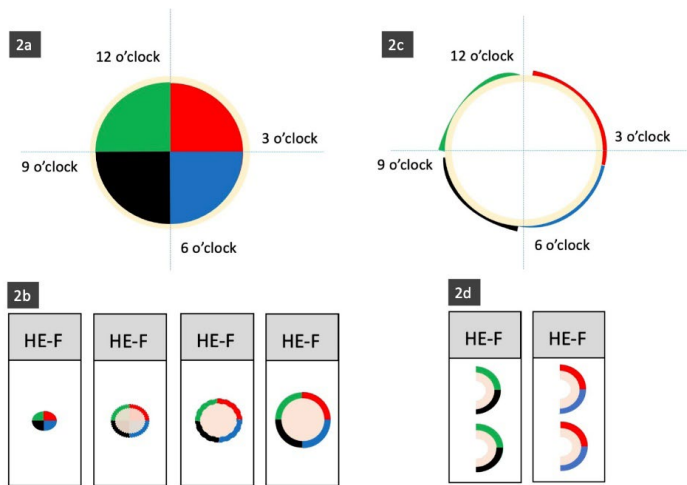 2a
12 o'clock
3 o'clock
9 o'clock
6 o'clock
2c
12 o'clock
3 o'clock
9 o'clock
6 o'clock
2b
HE-F
HE-F
HE-F
HE-F
2d
HE-F
HE-F